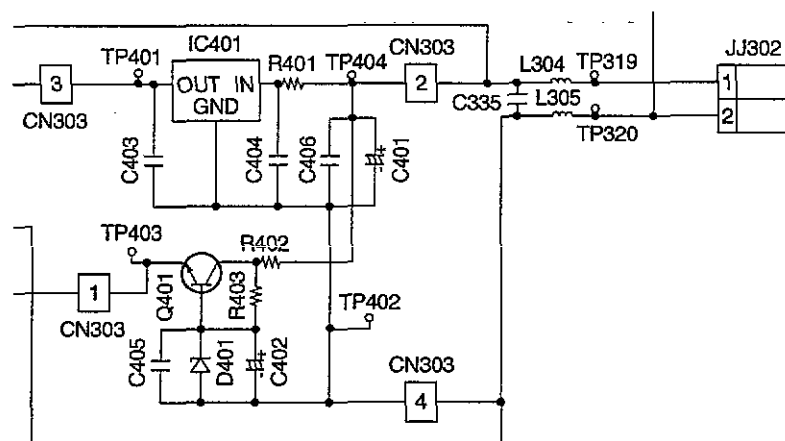 IC401
TP401
R401
TP404
CN303
L304
TP319
JJ302
3
OUT IN
GND
2
1
C335
L305
2
TP320
CN303
C403
C404
C406
C401
TP403
R402
1
Q401
R403
TP402
CN303
C405
D401
C402
CN303
4